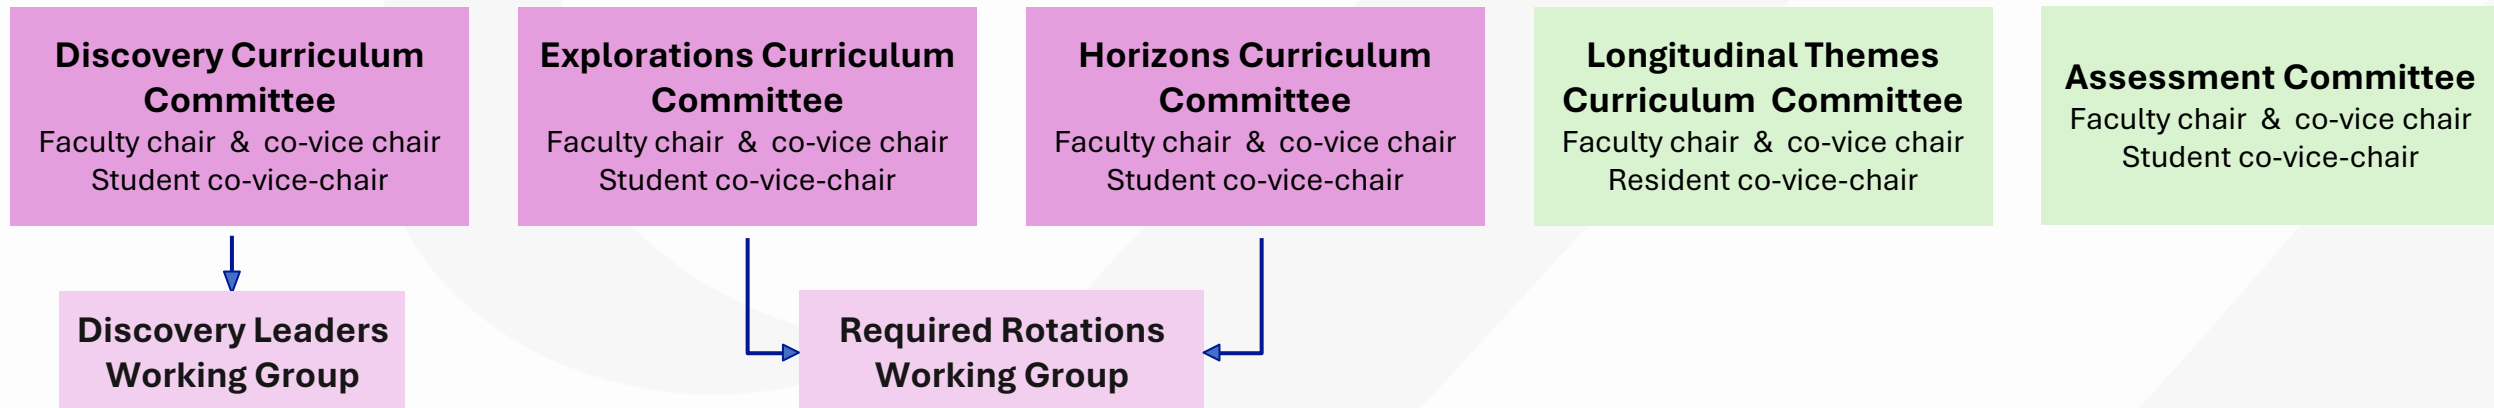 Discovery Curriculum
Committee
Faculty chair & co-vice chair
Student co-vice-chair
Explorations Curriculum
Committee
Faculty chair & co-vice chair
Student co-vice-chair
Horizons Curriculum
Committee
Faculty chair & co-vice chair
Student co-vice-chair
Longitudinal Themes
Curriculum Committee
Faculty chair & co-vice chair
Resident co-vice-chair
Assessment Committee
Faculty chair & co-vice chair
Student co-vice-chair
Discovery Leaders
Working Group
Required Rotations
Working Group